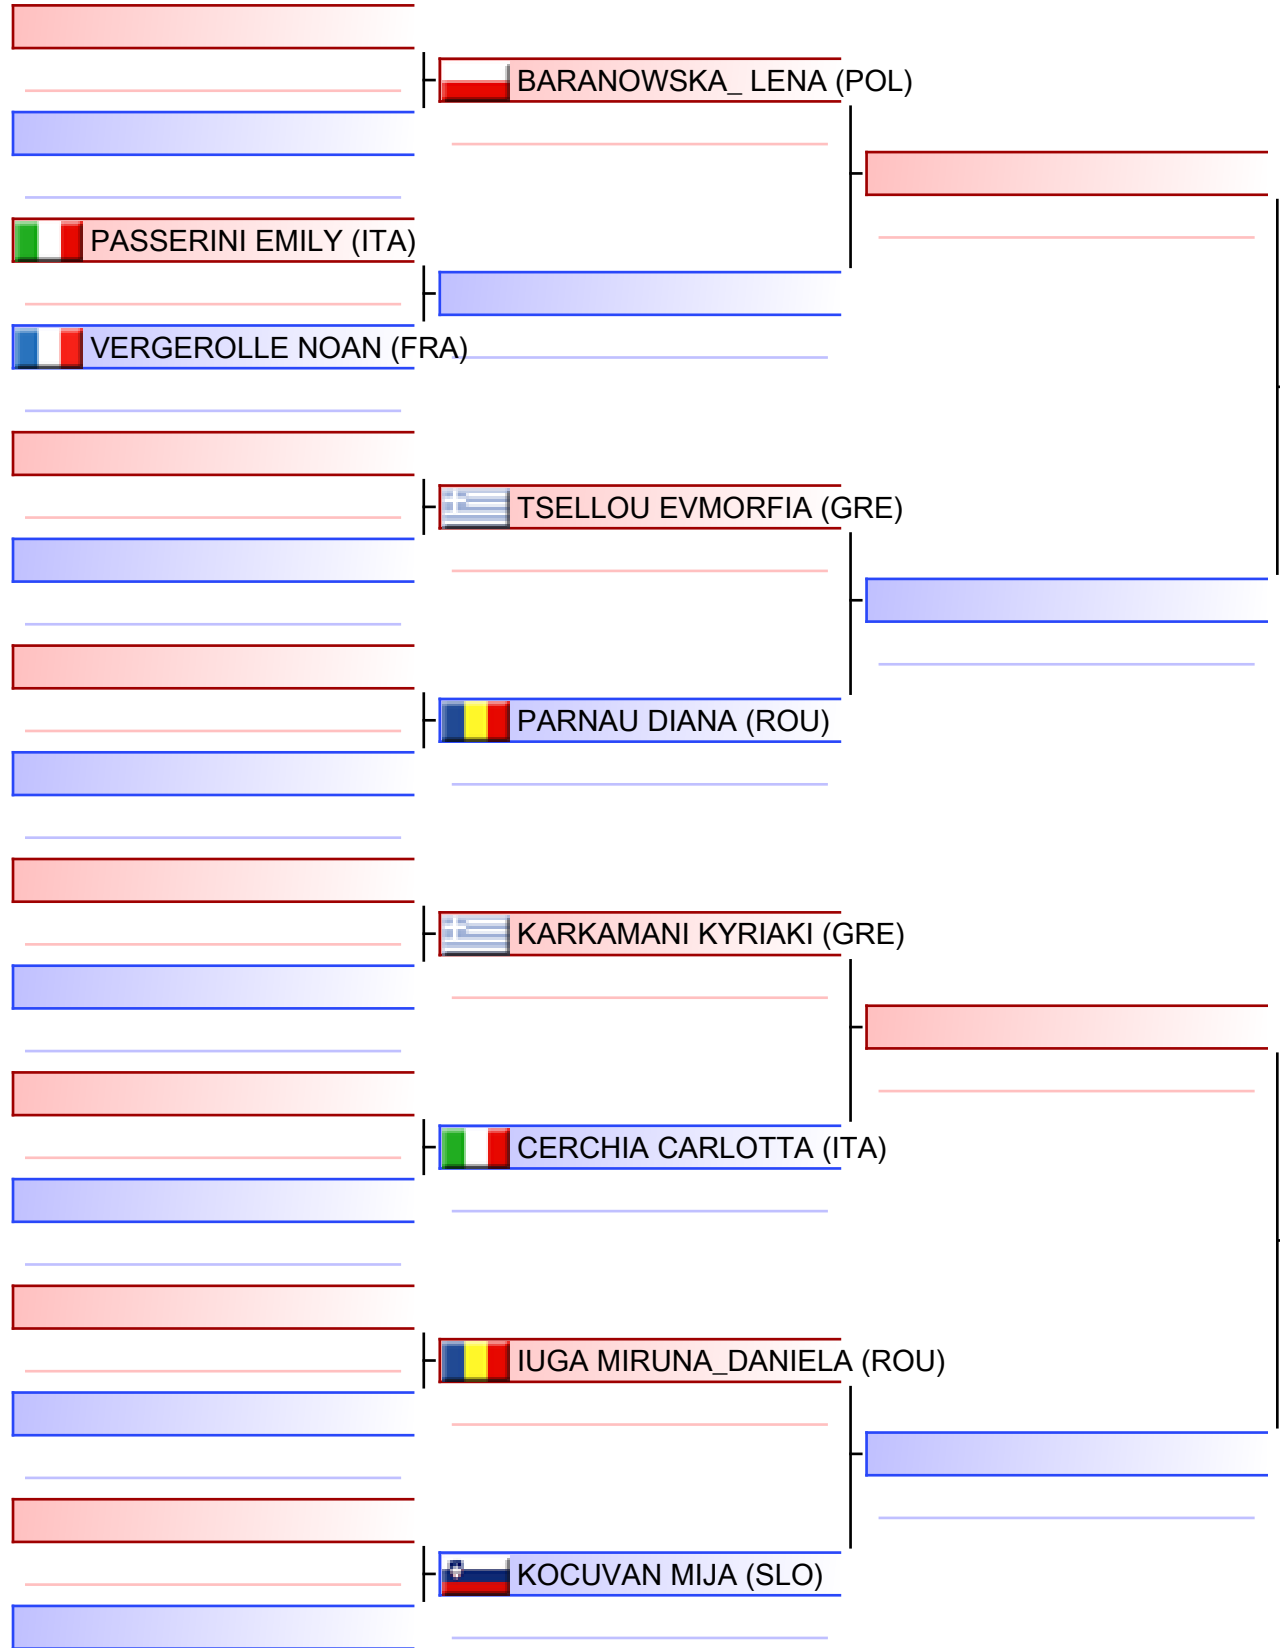 BARANOWSKA_ LENA (POL)
PASSERINI EMILY (ITA)
VERGEROLLE NOAN (FRA)
TSELLOU EVMORFIA (GRE)
PARNAU DIANA (ROU)
KARKAMANI KYRIAKI (GRE)
CERCHIA CARLOTTA (ITA)
IUGA MIRUNA_DANIELA (ROU)
KOCUVAN MIJA (SLO)